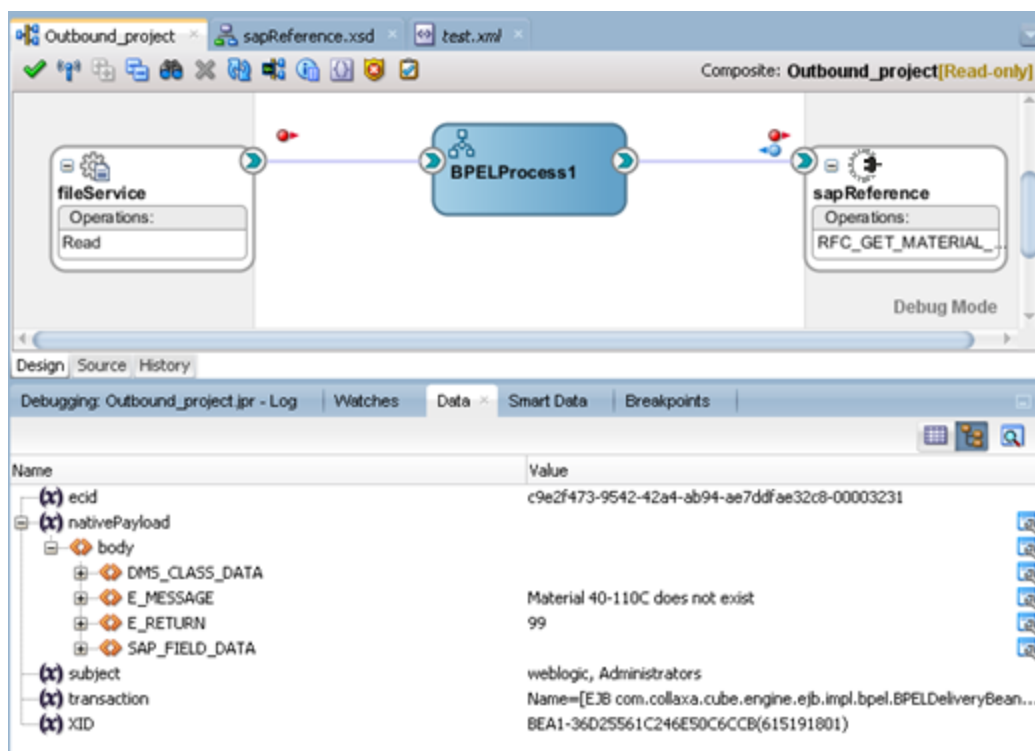 Outbound_project
sapReference.xsd
test.xml
Composite: Outbound_project[Read-only]
fileService
Operations:
Read
BPELProcess1
sapReference
Operations:
RFC_GET_MATERIAL_...
Debug Mode
Design Source History
Debugging: Outbound_project.jpr - Log Watches Data Smart Data Breakpoints
Name Value
(x) ecid c9e2f473-9542-42a4-ab94-ae7ddfae32c8-00003231
(x) nativePayload
body
DMS_CLASS_DATA
E_MESSAGE Material 40-110C does not exist
E_RETURN 99
SAP_FIELD_DATA
(x) subject weblogic, Administrators
(x) transaction Name=[EJB com.collaxa.cube.engine.ejb.impl.bpel.BPELDeliveryBean...
(x) XID BEA1-36D25561C246E50C6CCB(615191801)